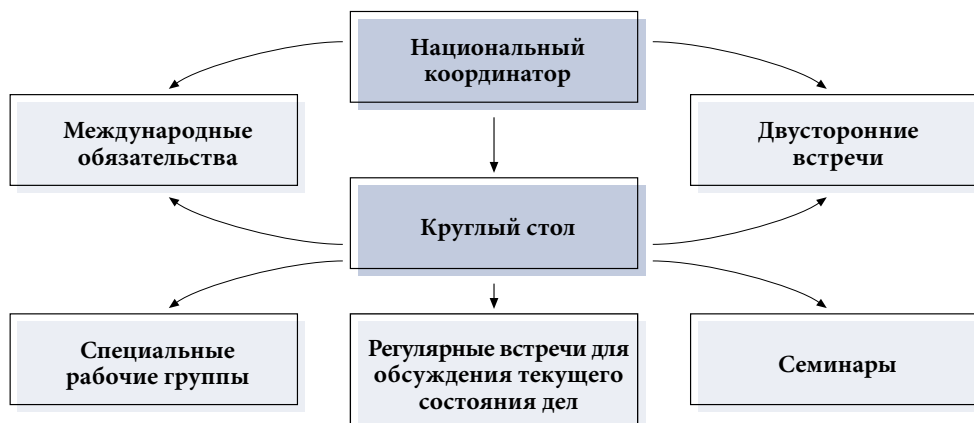 Национальный
координатор
Международные
обязательства
Двусторонние
встречи
Круглый стол
Специальные
рабочие группы
Регулярные встречи для
обсуждения текущего
состояния дел
Семинары